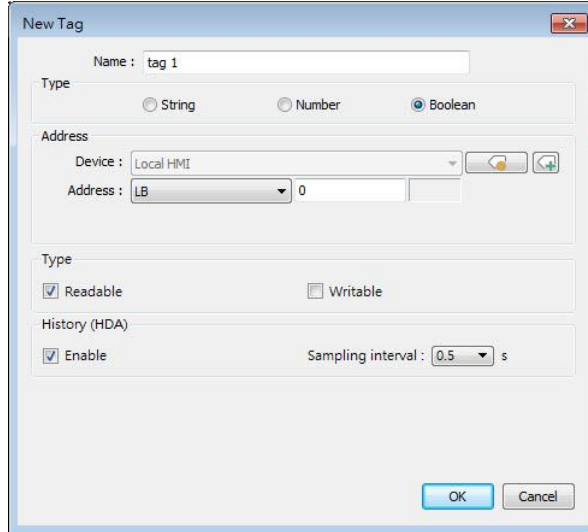 New Tag
Name : tag 1
Type
String Number Boolean
Address
Device : Local HMI
Address : LB 0
Type
Readable Writable
History (HDA)
Enable Sampling interval : 0.5 s
OK Cancel